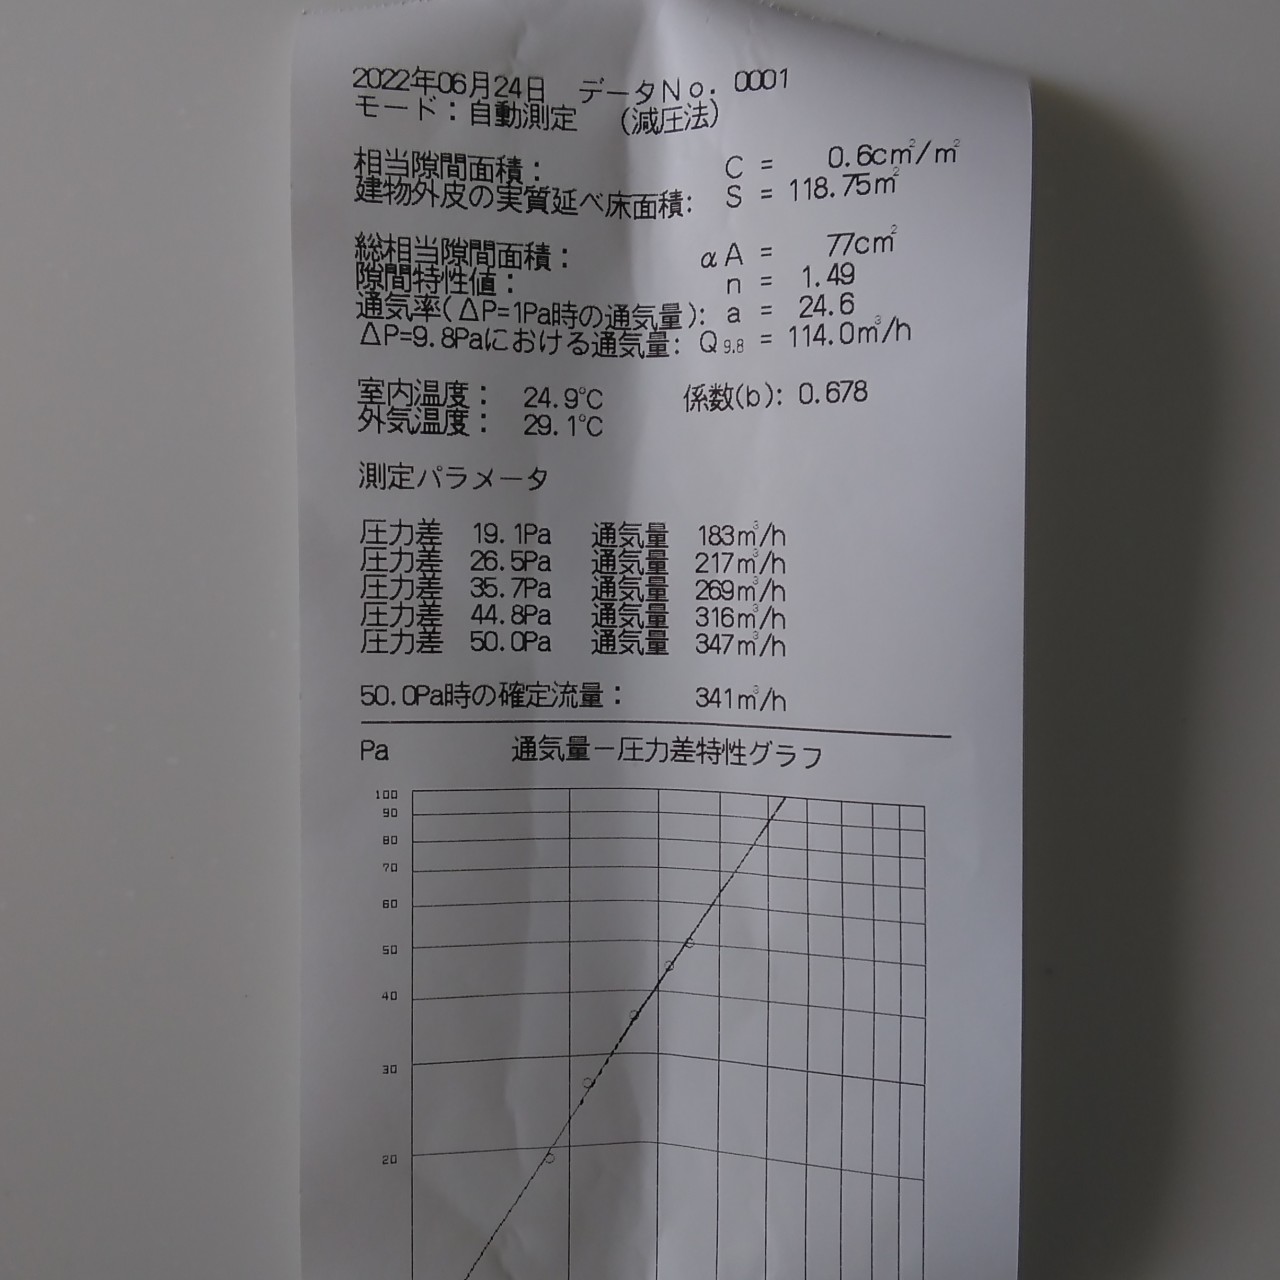 2022年06月24日 データNo. 0001
モード：自動測定 （減圧法）
相当隙間面積： C = 0.6cm²/m²
建物外皮の実質延べ床面積： S = 118.75m²
総相当隙間面積： αA = 77cm²
隙間特性値： n = 1.49
通気率(ΔP=1Pa時の通気量)： a = 24.6
ΔP=9.8Paにおける通気量： Q9.8 = 114.0m³/h
室内温度： 24.9℃ 係数(b)： 0.678
外気温度： 29.1℃
測定パラメータ
圧力差 19.1Pa 通気量 183m³/h
圧力差 26.5Pa 通気量 217m³/h
圧力差 35.7Pa 通気量 269m³/h
圧力差 44.8Pa 通気量 316m³/h
圧力差 50.0Pa 通気量 347m³/h
50.0Pa時の確定流量： 341m³/h
Pa 通気量ー圧力差特性グラフ
100
90
80
70
60
50
40
30
20